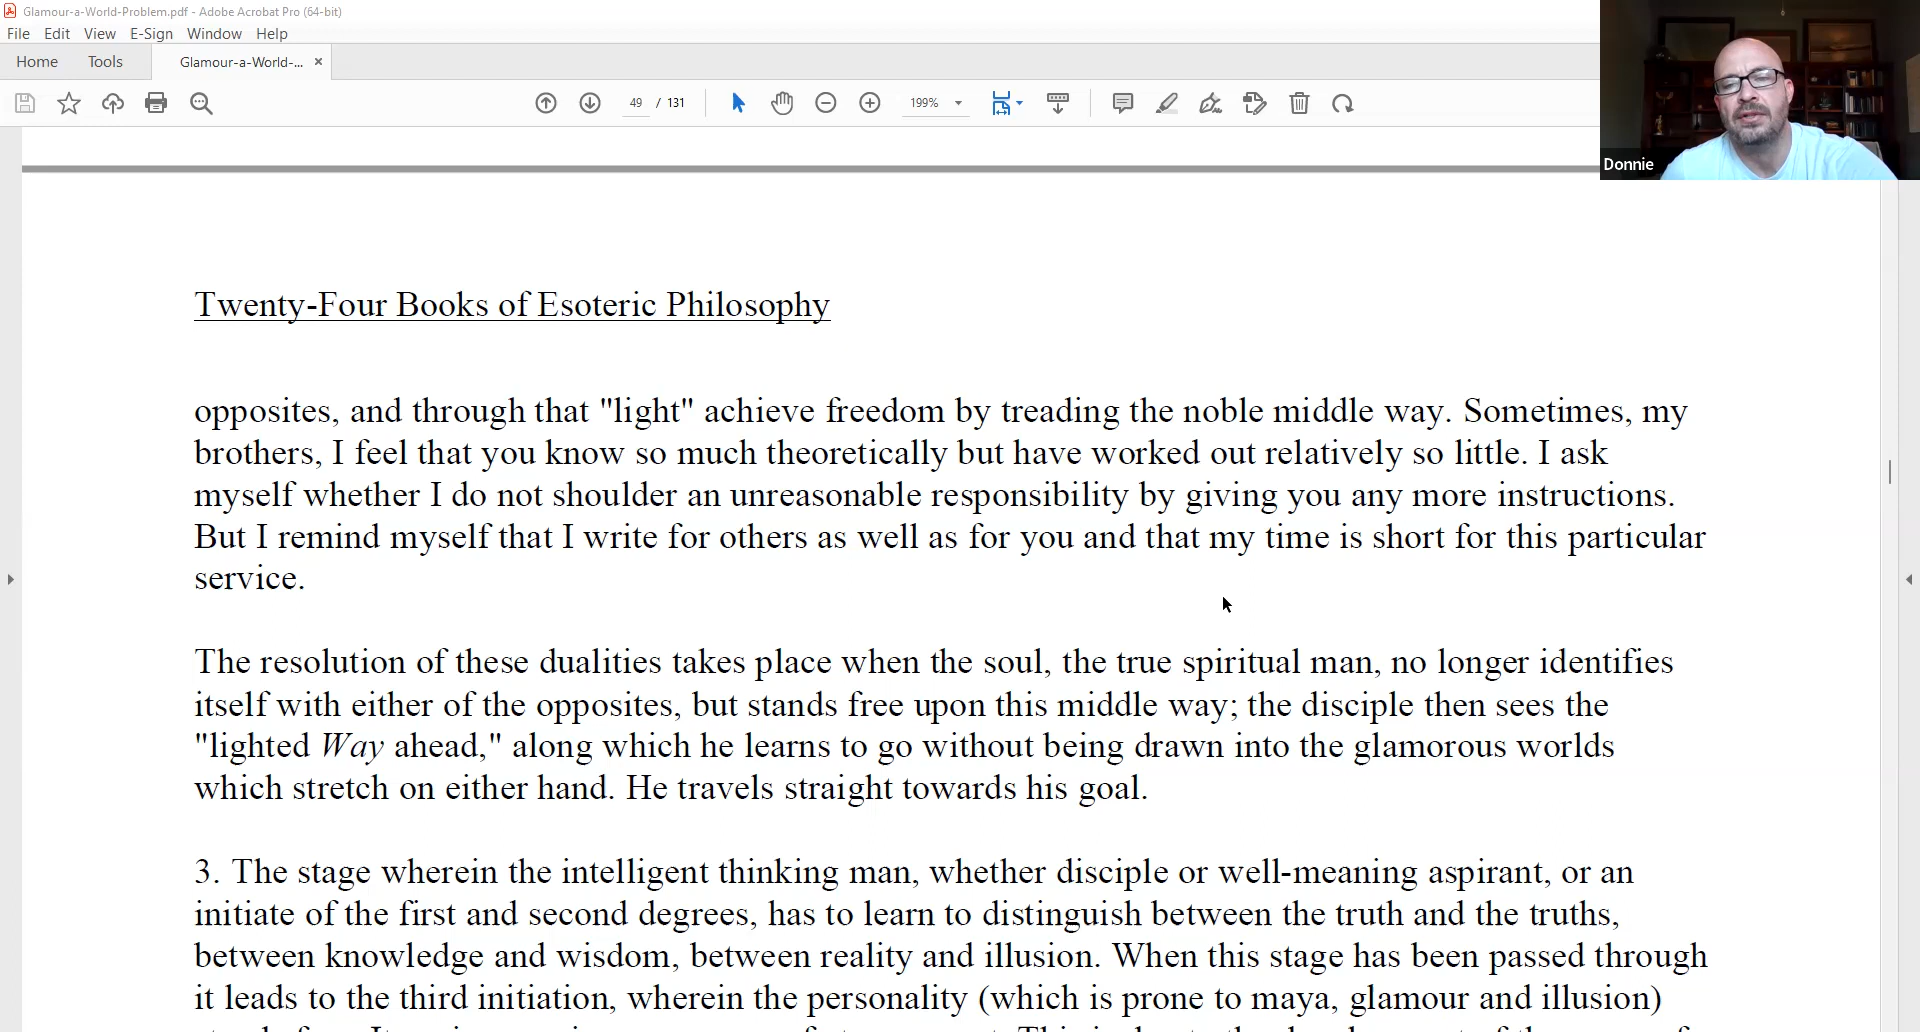 Glamour-a-World-Problem.pdf - Adobe Acrobat Pro (64-bit)
File Edit View E-Sign Window Help
Home Tools Glamour-a-World-... ×
49 / 131 199%
Donnie
Twenty-Four Books of Esoteric Philosophy
opposites, and through that "light" achieve freedom by treading the noble middle way. Sometimes, my
brothers, I feel that you know so much theoretically but have worked out relatively so little. I ask
myself whether I do not shoulder an unreasonable responsibility by giving you any more instructions.
But I remind myself that I write for others as well as for you and that my time is short for this particular
service.
The resolution of these dualities takes place when the soul, the true spiritual man, no longer identifies
itself with either of the opposites, but stands free upon this middle way; the disciple then sees the
"lighted Way ahead," along which he learns to go without being drawn into the glamorous worlds
which stretch on either hand. He travels straight towards his goal.
3. The stage wherein the intelligent thinking man, whether disciple or well-meaning aspirant, or an
initiate of the first and second degrees, has to learn to distinguish between the truth and the truths,
between knowledge and wisdom, between reality and illusion. When this stage has been passed through
it leads to the third initiation, wherein the personality (which is prone to maya, glamour and illusion)